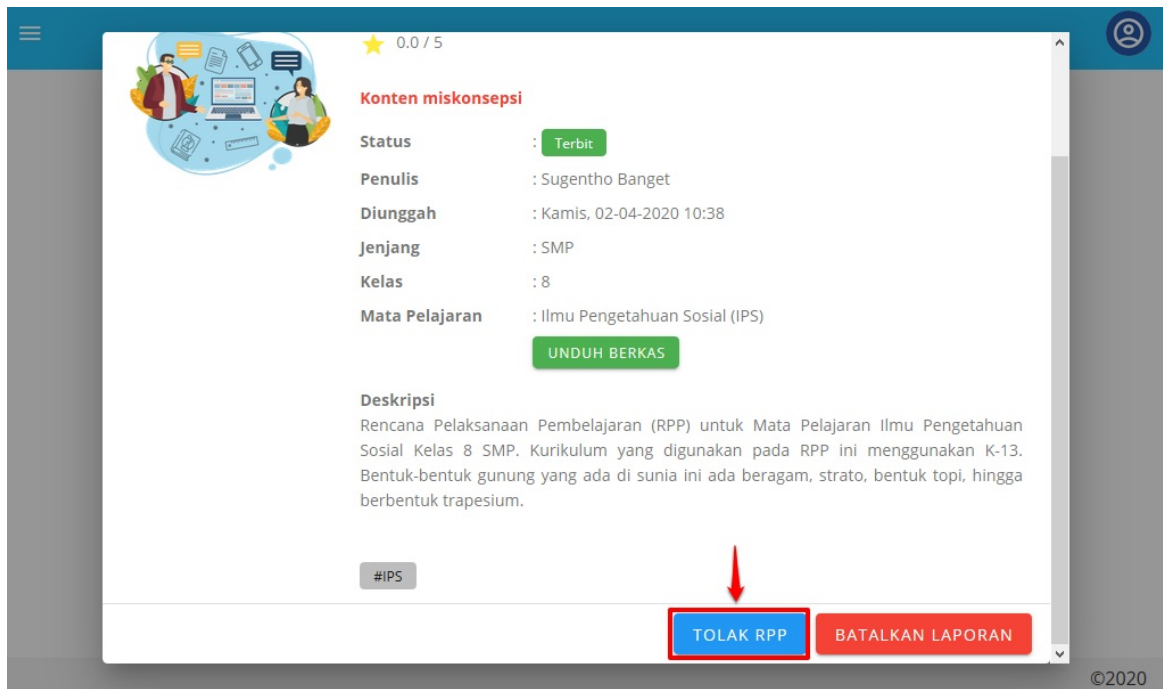 0.0 / 5
Konten miskonsepsi
Status : Terbit
Penulis : Sugentho Banget
Diunggah : Kamis, 02-04-2020 10:38
Jenjang : SMP
Kelas : 8
Mata Pelajaran : Ilmu Pengetahuan Sosial (IPS)
UNDUH BERKAS
Deskripsi
Rencana Pelaksanaan Pembelajaran (RPP) untuk Mata Pelajaran Ilmu Pengetahuan
Sosial Kelas 8 SMP. Kurikulum yang digunakan pada RPP ini menggunakan K-13.
Bentuk-bentuk gunung yang ada di sunia ini ada beragam, strato, bentuk topi, hingga
berbentuk trapesium.
#IPS
TOLAK RPP BATALKAN LAPORAN
©2020